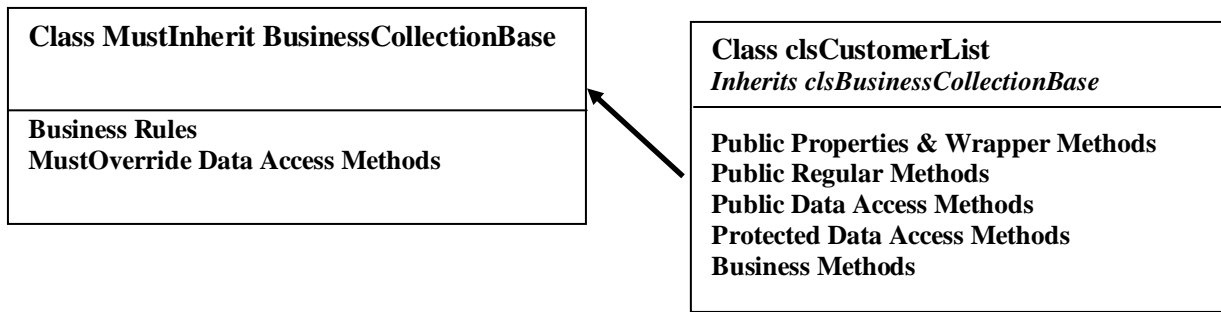 Class MustInherit BusinessCollectionBase
Business Rules
MustOverride Data Access Methods
Class clsCustomerList
Inherits clsBusinessCollectionBase
Public Properties & Wrapper Methods
Public Regular Methods
Public Data Access Methods
Protected Data Access Methods
Business Methods